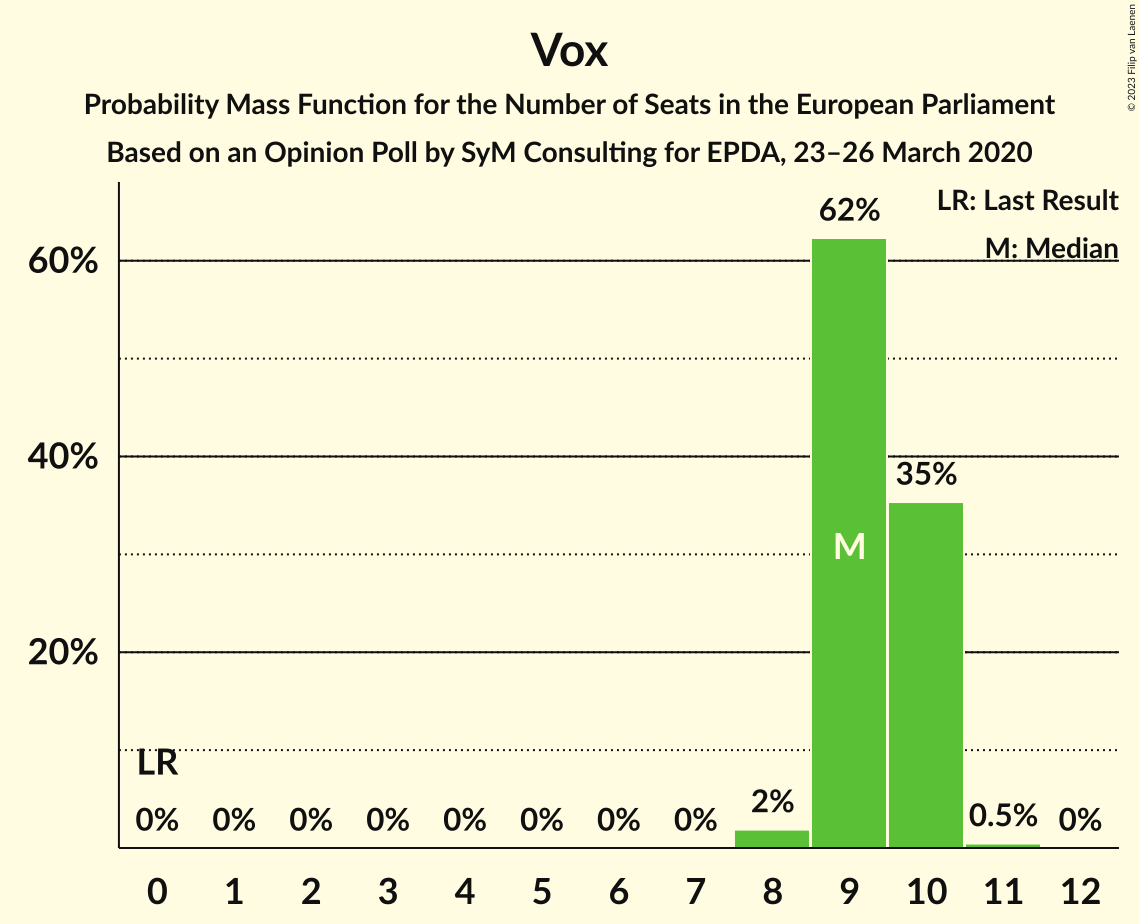 Vox
Probability Mass Function for the Number of Seats in the European Parliament
Based on an Opinion Poll by SyM Consulting for EPDA, 23–26 March 2020
© 2023 Filip van Laenen
LR: Last Result
M: Median
60%
40%
20%
62%
35%
M
LR
0% 0% 0% 0% 0% 0% 0% 0% 2% 0.5% 0%
0 1 2 3 4 5 6 7 8 9 10 11 12